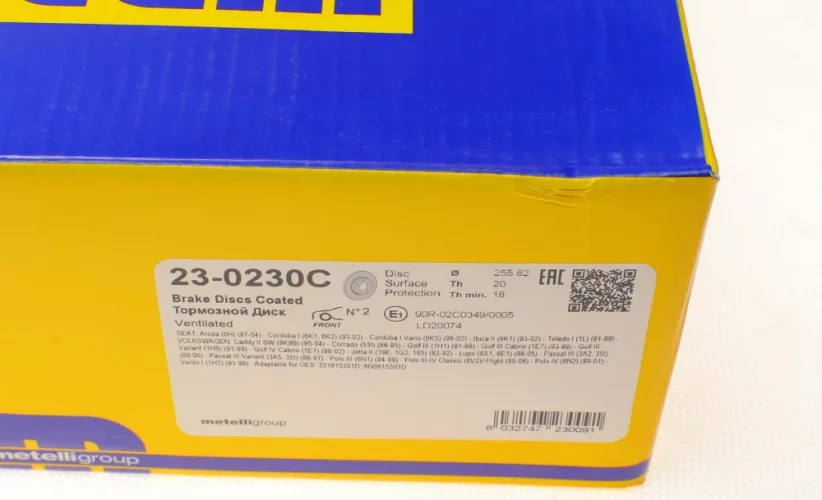 23-0230C
Brake Discs Coated
Тормозной Диск
Ventilated
Disc Ø 255.82
Surface Th 20
Protection Th min. 18
EAC
FRONT
N° 2
E1 90R-02C0349/0005
LD20074
SEAT: Arosa (6H) (97-04) - Cordoba I (6K1, 6K2) (93-02) - Cordoba I Vario (6K5) (96-02) - Ibiza II (6K1) (93-02) - Toledo I (1L) (91-99) -
VOLKSWAGEN: Caddy II SW (9K9B) (95-04) - Corrado (53I) (88-95) - Golf III (1H1) (91-99) - Golf III Cabrio (1E7) (93-98) - Golf III
Variant (1H5) (91-99) - Golf IV Cabrio (1E7) (98-02) - Jetta II (19E, 1G2, 165) (83-92) - Lupo (6X1, 6E1) (98-05) - Passat III (3A2, 35I)
(88-96) - Passat III Variant (3A5, 35I) (88-97) - Polo III (6N1) (94-99) - Polo III-IV Classic (6V2)/ Flight (95-06) - Polo IV (6N2) (99-01) -
Vento I (1H2) (91-98) Adaptable for OES: 321615301D; 6N0615301D
metelligroup
8 032747 230091
metelligroup